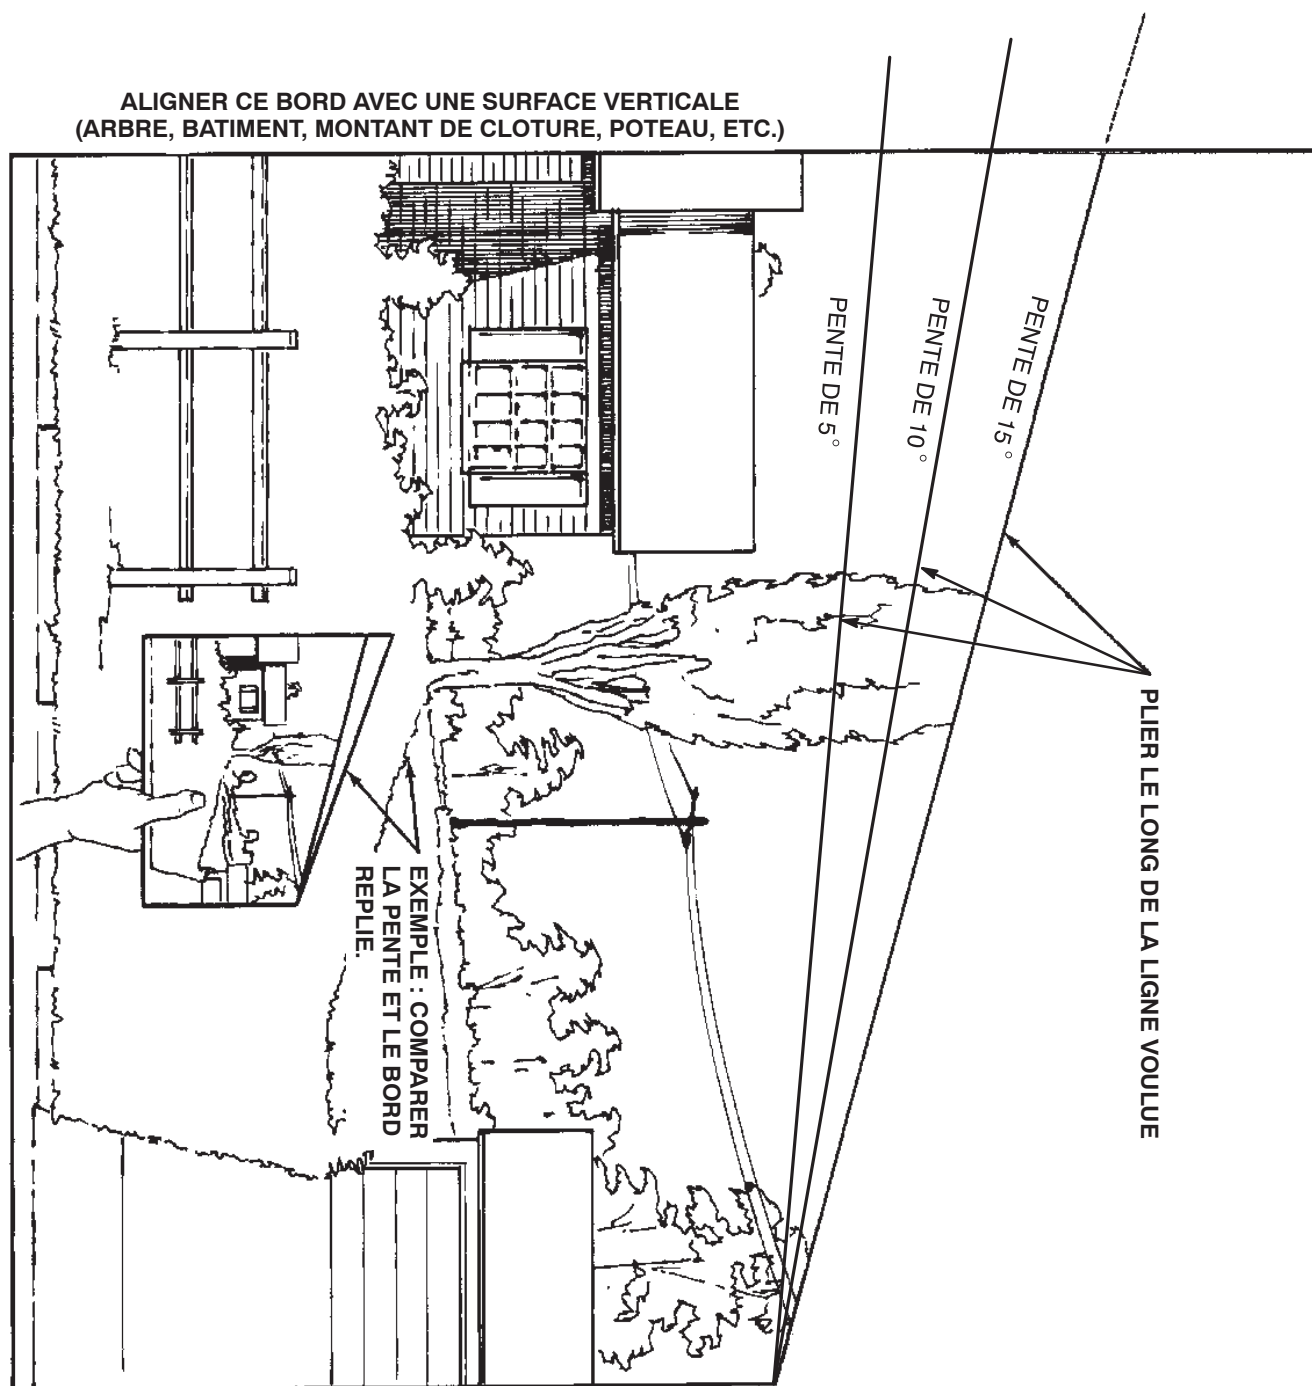 ALIGNER CE BORD AVEC UNE SURFACE VERTICALE
(ARBRE, BATIMENT, MONTANT DE CLOTURE, POTEAU, ETC.)
PENTE DE 5°
PENTE DE 10°
PENTE DE 15°
PLIER LE LONG DE LA LIGNE VOULUE
EXEMPLE : COMPARER
LA PENTE ET LE BORD
REPLIE.